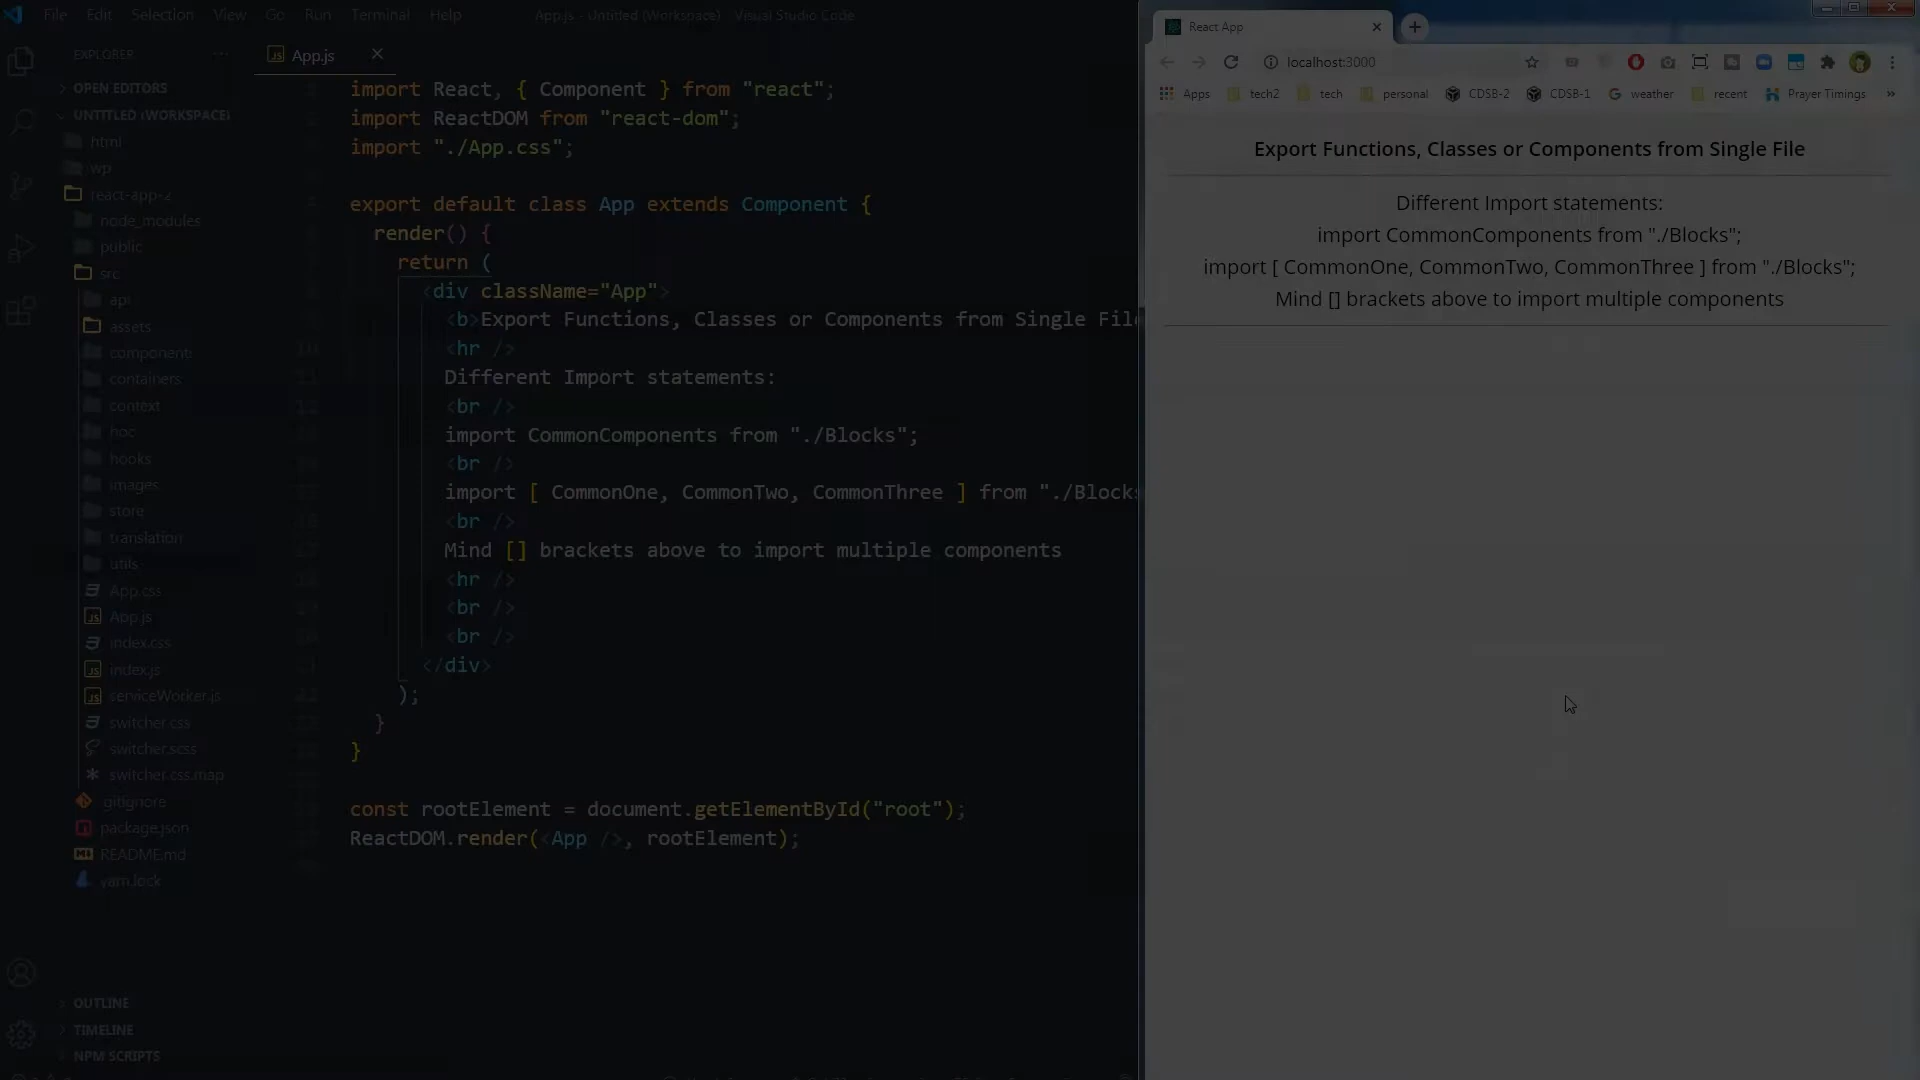 File Edit Selection View Go Run Terminal Help
App.js - Untitled (Workspace) - Visual Studio Code
EXPLORER
OPEN EDITORS
UNTITLED (WORKSPACE)
html
wp
react-app-2
node_modules
public
src
api
assets
components
containers
context
hoc
hooks
images
store
translation
utils
App.css
App.js
index.css
index.js
serviceWorker.js
switcher.css
switcher.scss
switcher.css.map
.gitignore
package.json
README.md
yarn.lock
OUTLINE
TIMELINE
NPM SCRIPTS
App.js
import React, { Component } from "react";
import ReactDOM from "react-dom";
import "./App.css";
export default class App extends Component {
render() {
return (
<div className="App">
<b>Export Functions, Classes or Components from Single File
<hr />
Different Import statements:
<br />
import CommonComponents from "./Blocks";
<br />
import [ CommonOne, CommonTwo, CommonThree ] from "./Blocks
<br />
Mind [] brackets above to import multiple components
<hr />
<br />
<br />
</div>
);
}
}
const rootElement = document.getElementById("root");
ReactDOM.render(<App />, rootElement);
React App
localhost:3000
Apps tech2 tech personal CDSB-2 CDSB-1 weather recent Prayer Timings »
Export Functions, Classes or Components from Single File
Different Import statements:
import CommonComponents from "./Blocks";
import [ CommonOne, CommonTwo, CommonThree ] from "./Blocks";
Mind [] brackets above to import multiple components